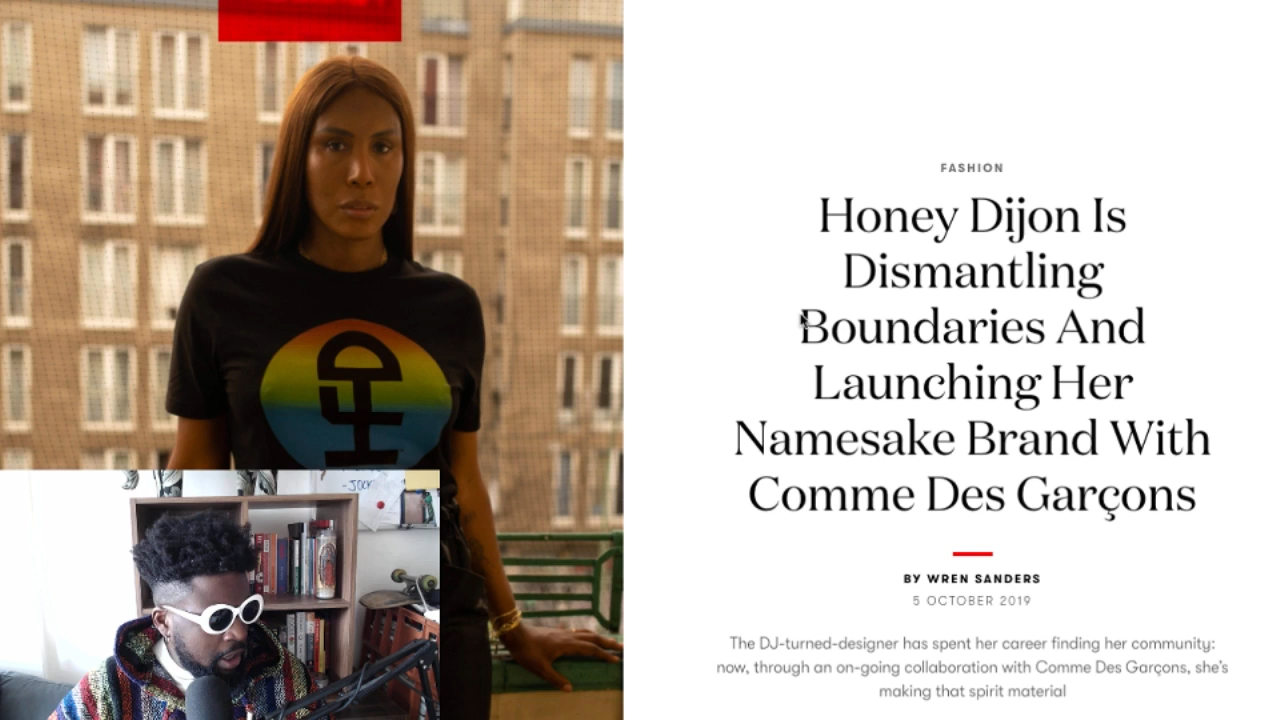 FASHION
Honey Dijon Is
Dismantling
Boundaries And
Launching Her
Namesake Brand With
Comme Des Garçons
BY WREN SANDERS
5 OCTOBER 2019
The DJ-turned-designer has spent her career finding her community:
now, through an on-going collaboration with Comme Des Garçons, she's
making that spirit material
-JOCK